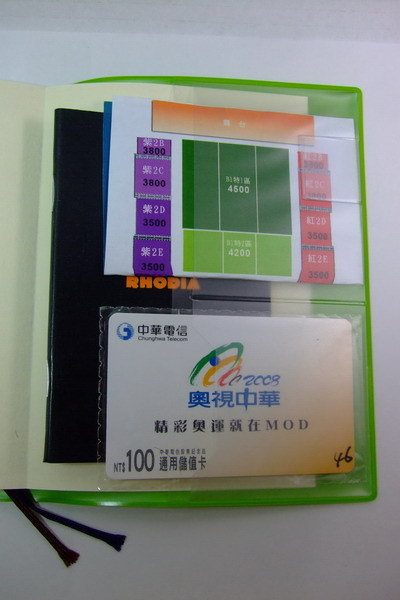 舞台
紫2B
3800
紫2C
3800
紫2D
3500
紫2E
3500
特1區
4500
特2區
4200
紅2C
紅2D
3500
紅2E
3500
RHODIA
中華電信
Chunghwa Telecom
2008
奧視中華
精彩奧運就在MOD
NT$100
通用儲值卡
46